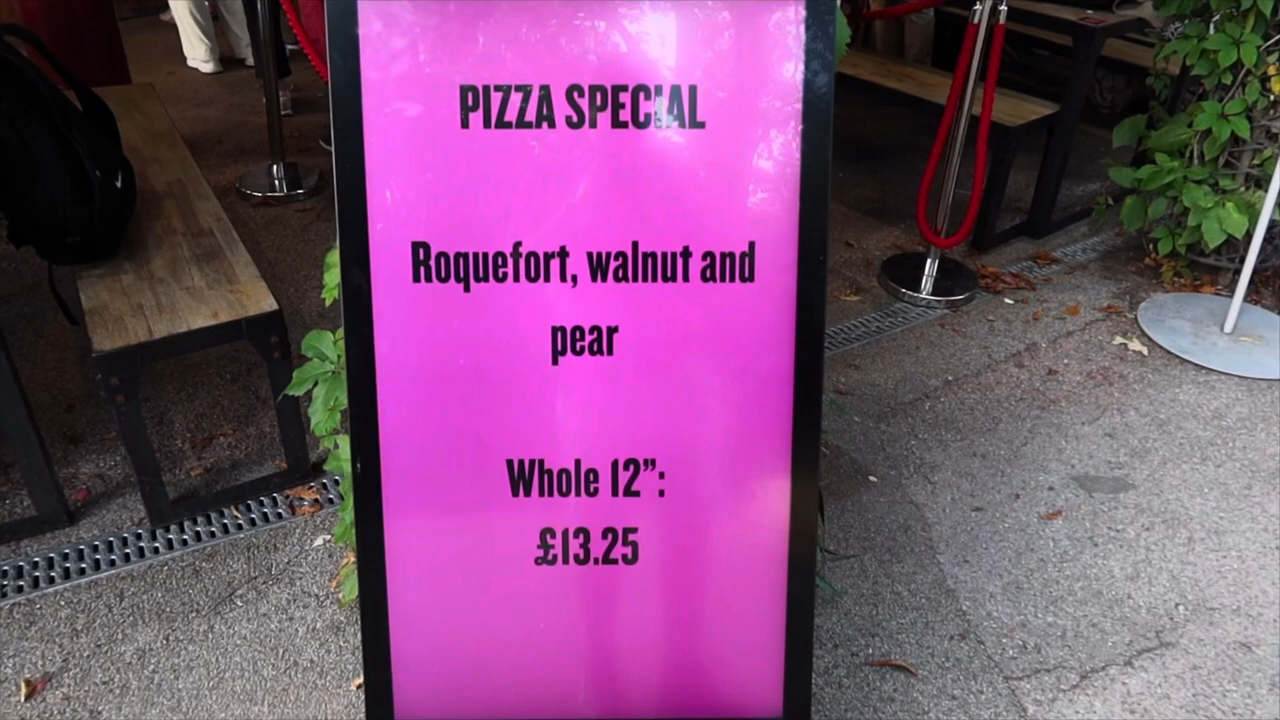 PIZZA SPECIAL
Roquefort, walnut and
pear
Whole 12”:
£13.25